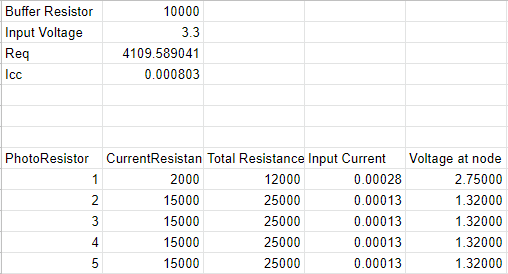 Buffer Resistor 10000
Input Voltage 3.3
Req 4109.589041
Icc 0.000803
PhotoResistor CurrentResistan Total Resistance Input Current Voltage at node
1 2000 12000 0.00028 2.75000
2 15000 25000 0.00013 1.32000
3 15000 25000 0.00013 1.32000
4 15000 25000 0.00013 1.32000
5 15000 25000 0.00013 1.32000